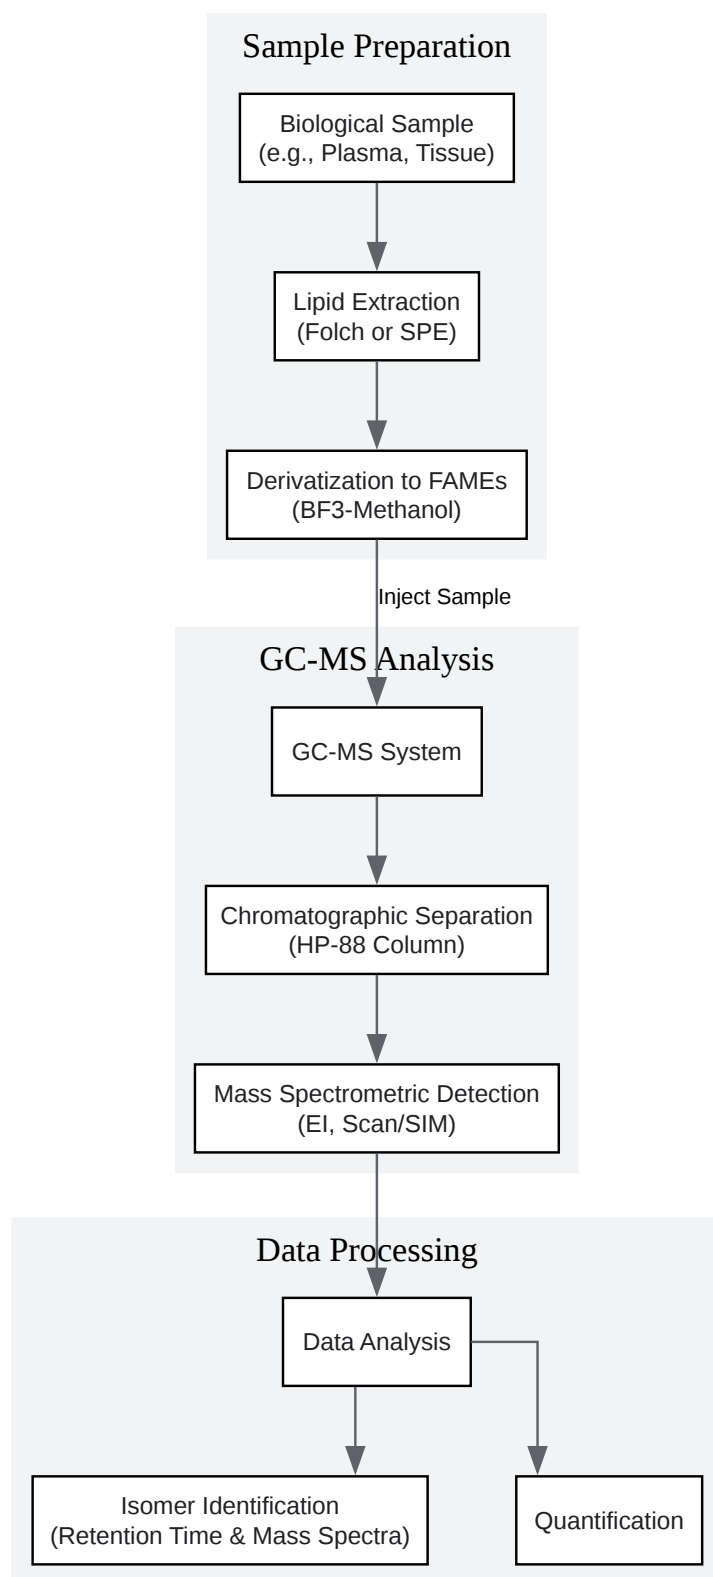 Sample Preparation
Biological Sample
(e.g., Plasma, Tissue)
Lipid Extraction
(Folch or SPE)
Derivatization to FAMEs
(BF3-Methanol)
Inject Sample
GC-MS Analysis
GC-MS System
Chromatographic Separation
(HP-88 Column)
Mass Spectrometric Detection
(EI, Scan/SIM)
Data Processing
Data Analysis
Isomer Identification
(Retention Time & Mass Spectra)
Quantification